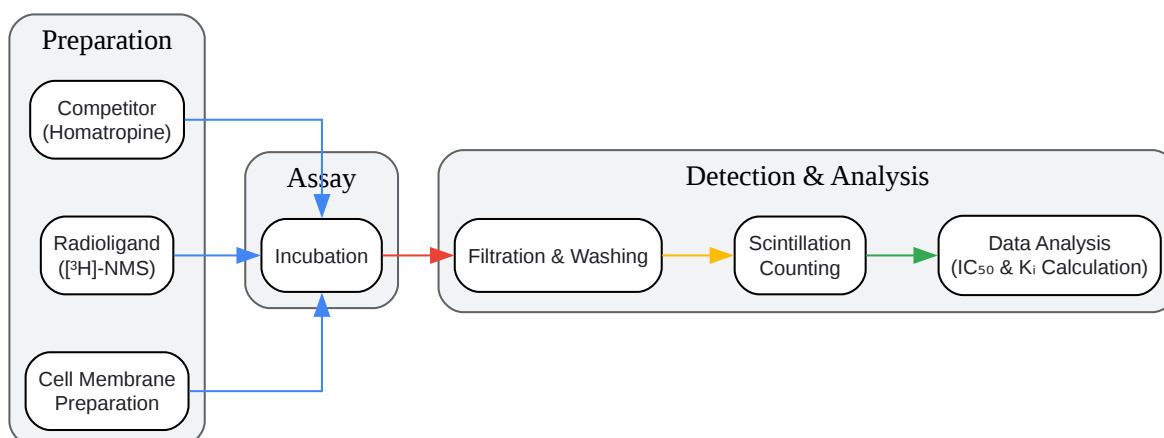 Preparation
Competitor
(Homatropine)
Radioligand
([³H]-NMS)
Cell Membrane
Preparation
Assay
Incubation
Detection & Analysis
Filtration & Washing
Scintillation
Counting
Data Analysis
(IC₅₀ & Kᵢ Calculation)